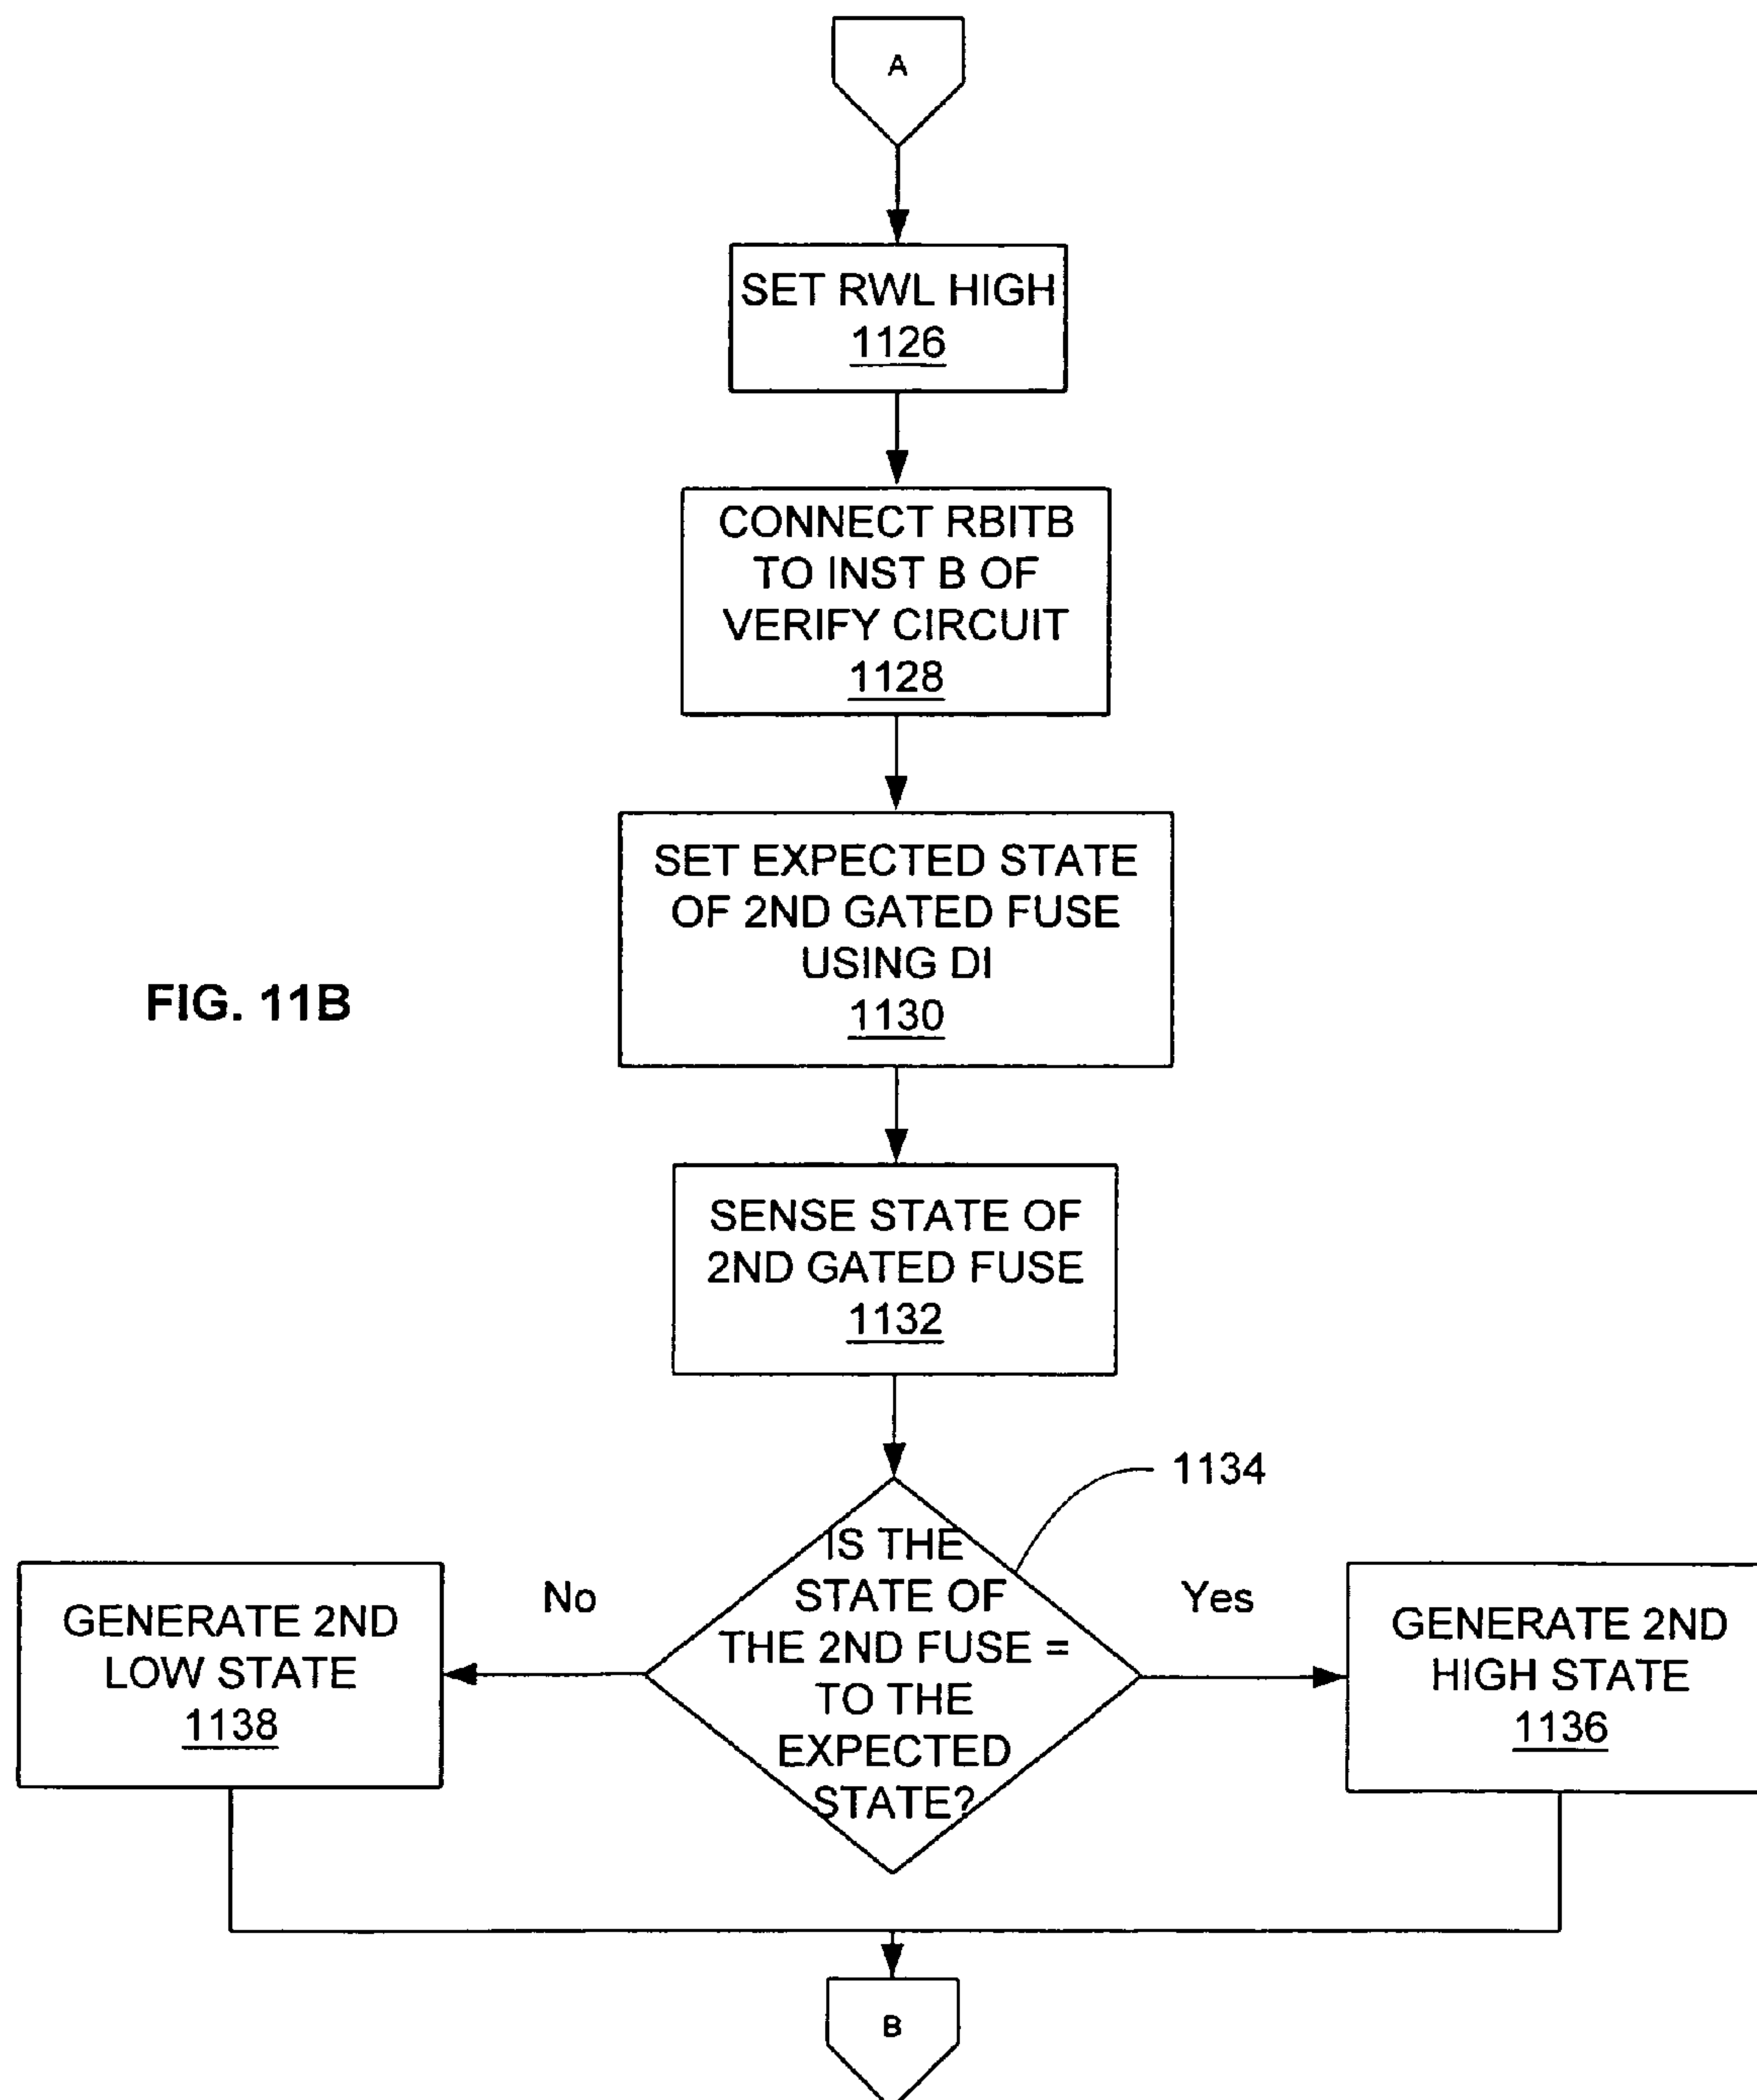 A
SET RWL HIGH
1126
CONNECT RBITB
TO INST B OF
VERIFY CIRCUIT
1128
SET EXPECTED STATE
OF 2ND GATED FUSE
USING DI
1130
FIG. 11B
SENSE STATE OF
2ND GATED FUSE
1132
1134
IS THE
STATE OF
THE 2ND FUSE =
TO THE
EXPECTED
STATE?
No
Yes
GENERATE 2ND
LOW STATE
1138
GENERATE 2ND
HIGH STATE
1136
B